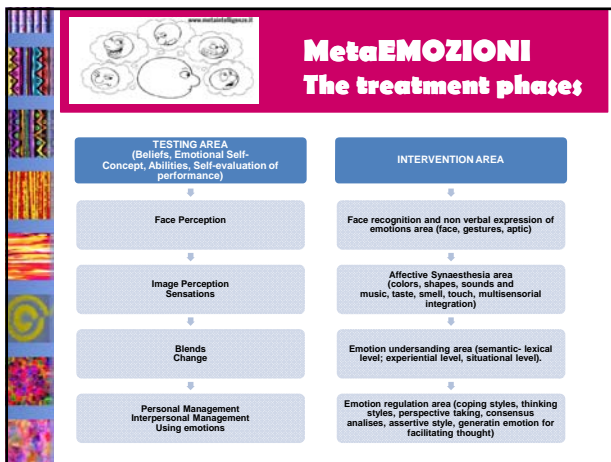 www.metaintelligenze.it
MetaEMOZIONI
The treatment phases
TESTING AREA
(Beliefs, Emotional Self-
Concept, Abilities, Self-evaluation of
performance)
Face Perception
Image Perception
Sensations
Blends
Change
Personal Management
Interpersonal Management
Using emotions
INTERVENTION AREA
Face recognition and non verbal expression of
emotions area (face, gestures, aptic)
Affective Synaesthesia area
(colors, shapes, sounds and
music, taste, smell, touch, multisensorial
integration)
Emotion undersanding area (semantic- lexical
level; experiential level, situational level).
Emotion regulation area (coping styles, thinking
styles, perspective taking, consensus
analises, assertive style, generatin emotion for
facilitating thought)